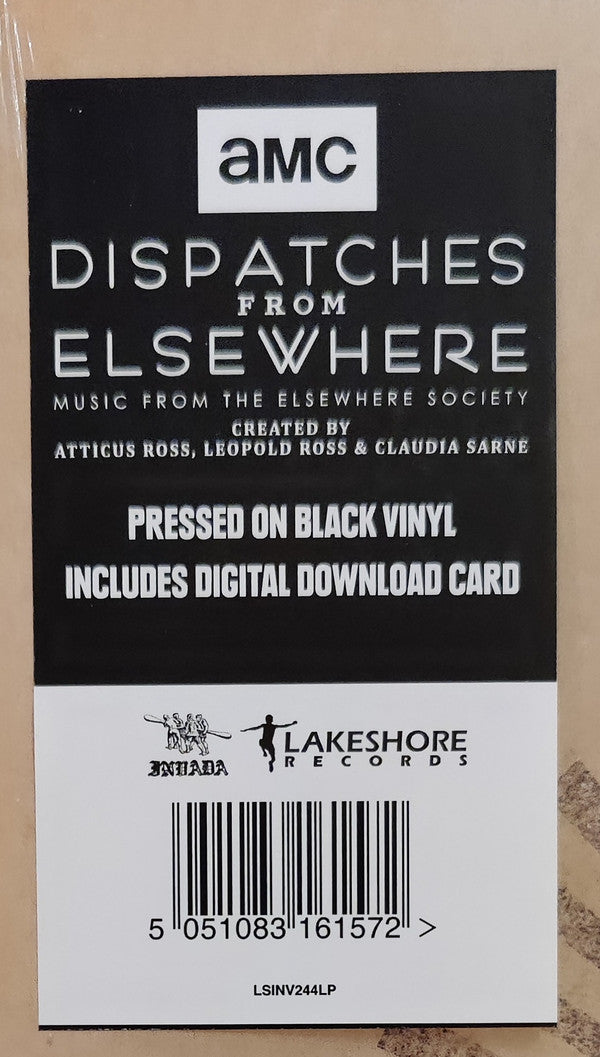 aMC
DISPATCHES
FROM
ELSEWHERE
MUSIC FROM THE ELSEWHERE SOCIETY
CREATED BY
ATTICUS ROSS, LEOPOLD ROSS & CLAUDIA SARNE
PRESSED ON BLACK VINYL
INCLUDES DIGITAL DOWNLOAD CARD
INVADA
LAKESHORE
RECORDS
5 051083 161572 >
LSINV244LP